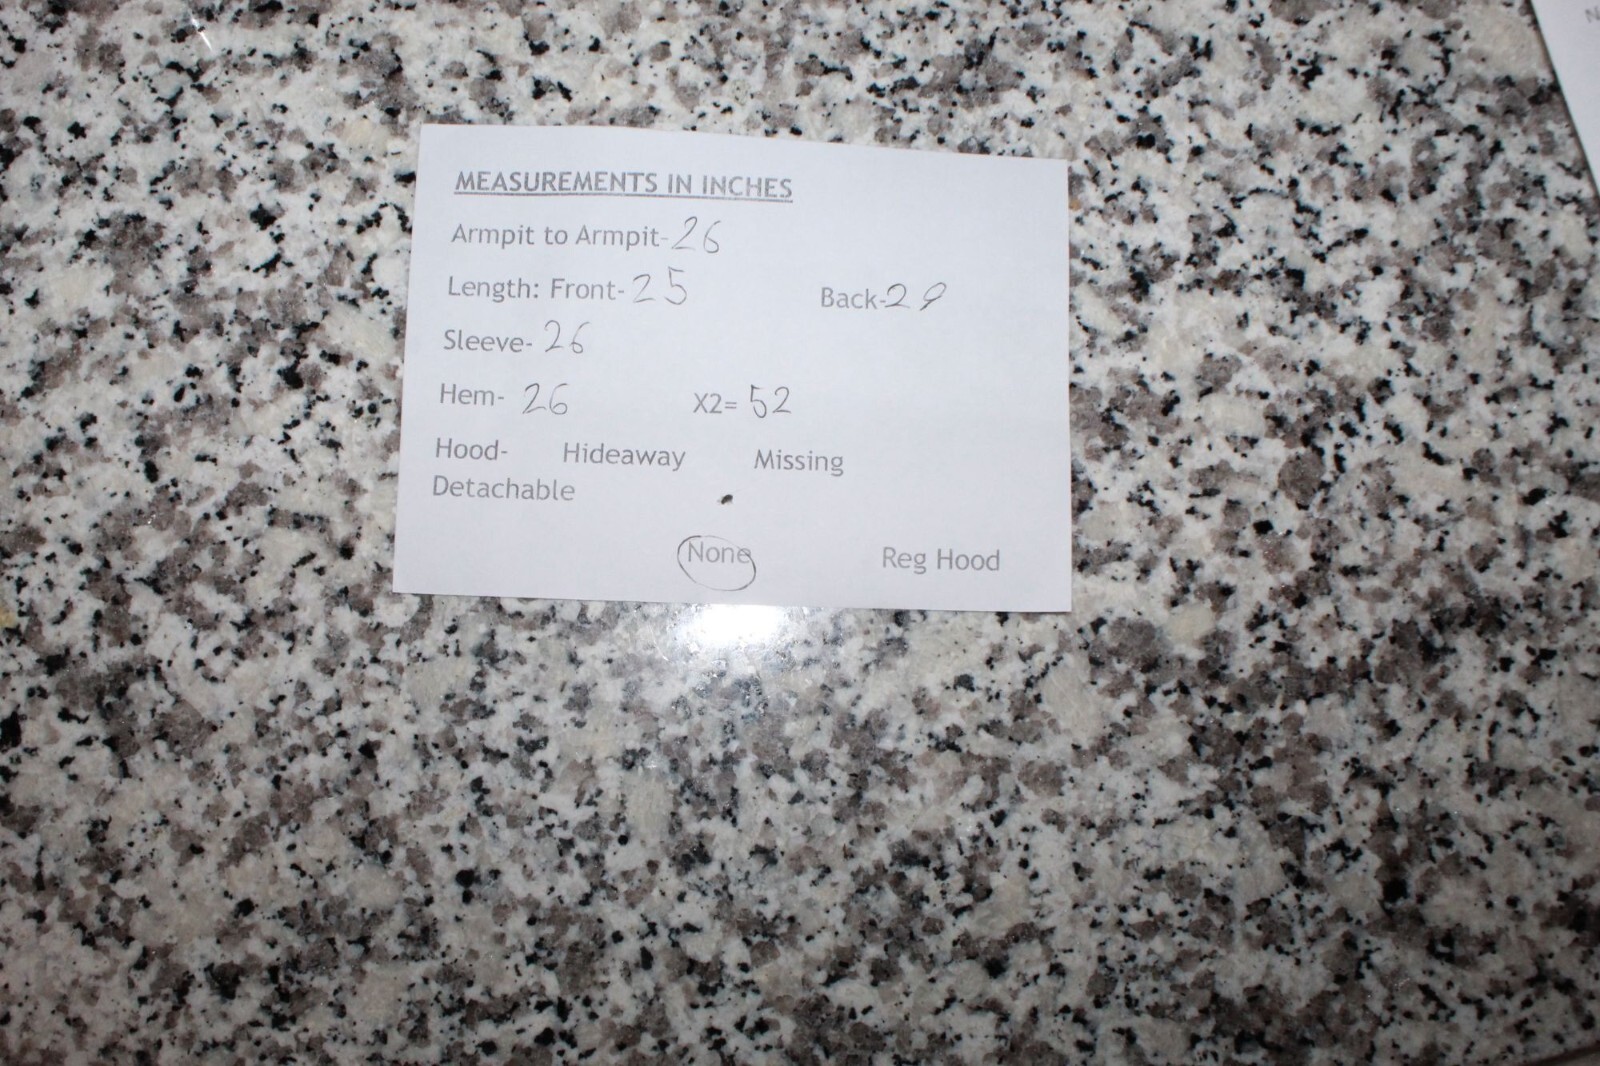 MEASUREMENTS IN INCHES
Armpit to Armpit- 26
Length: Front- 25 Back- 29
Sleeve- 26
Hem- 26 X2= 52
Hood- Hideaway Missing
Detachable
None Reg Hood